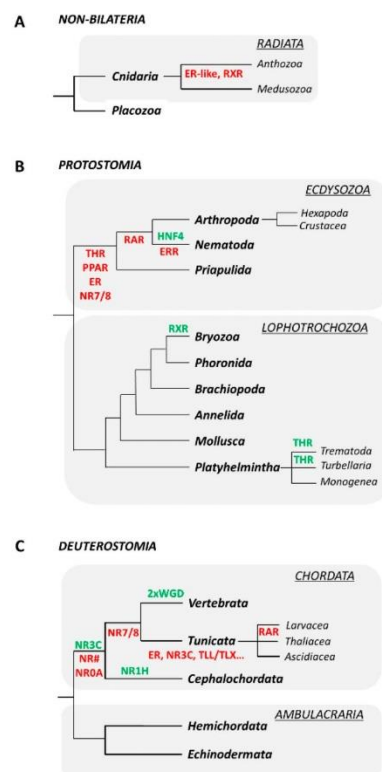 A NON-BILATERIA
RADIATA
Anthozoa
Cnidaria
ER-like, RXR
Medusozoa
Placozoa
B PROTOSTOMIA
ECDYSOZOA
Hexapoda
Arthropoda
Crustacea
RAR
HNF4
Nematoda
THR
ERR
PPAR
Priapulida
ER
NR7/8
LOPHOTROCHOZOA
RXR
Bryozoa
Phoronida
Brachiopoda
Annelida
Mollusca
THR
Trematoda
Platyhelmintha
THR
Turbellaria
Monogenea
C DEUTEROSTOMIA
CHORDATA
2xWGD
Vertebrata
NR7/8
Larvacea
NR3C
Tunicata
RAR
Thaliacea
NR#
ER, NR3C, TLL/TLX...
Ascidiacea
NR0A
NR1H
Cephalochordata
AMBULACRARIA
Hemichordata
Echinodermata